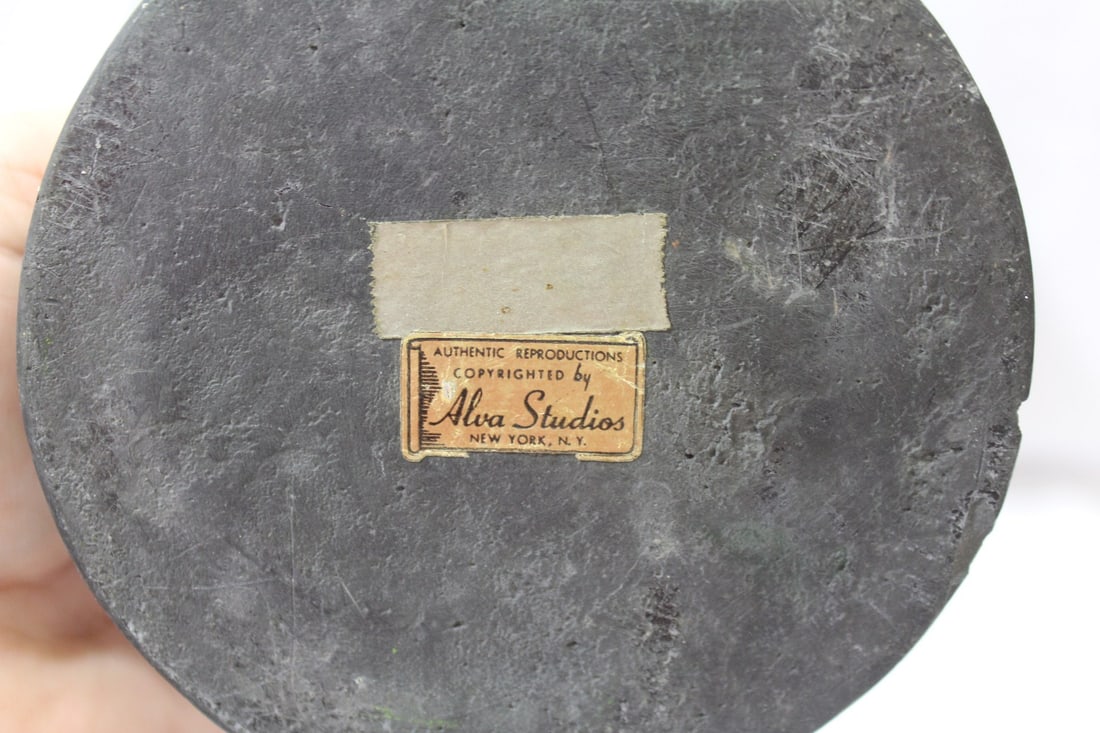 AUTHENTIC REPRODUCTIONS
COPYRIGHTED by
Alva Studios
NEW YORK, N. Y.